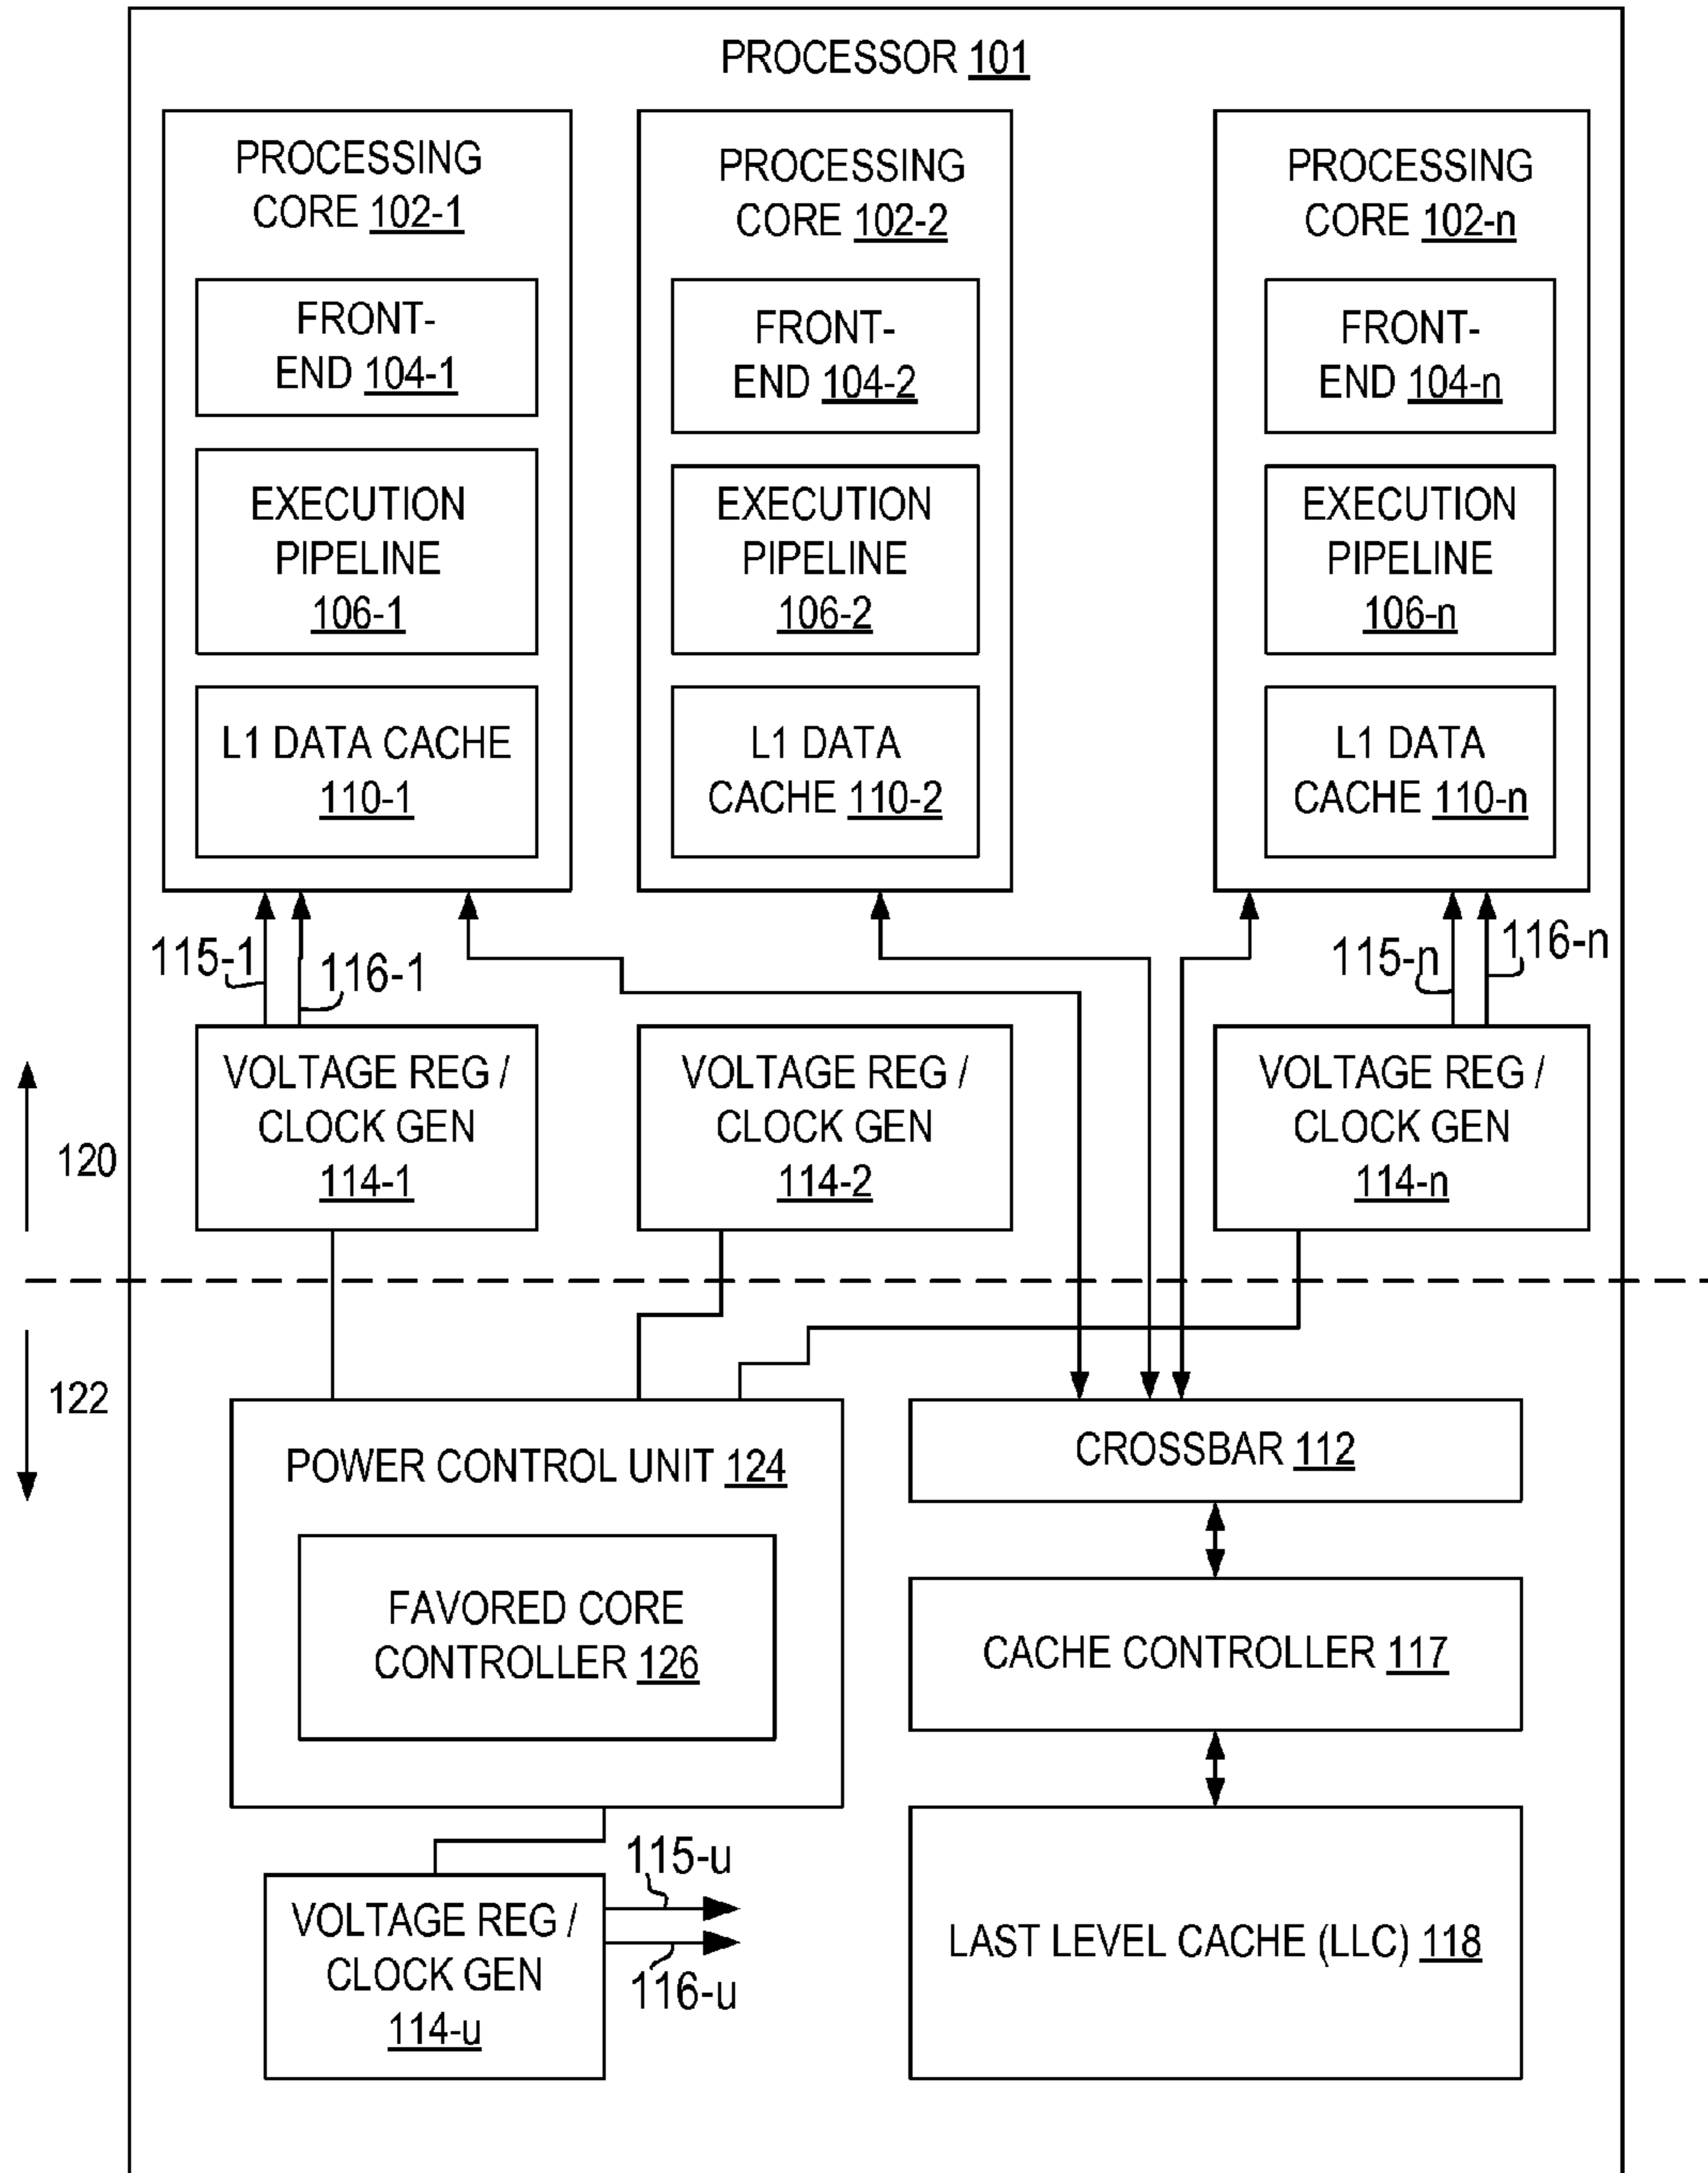 PROCESSOR 101
PROCESSING
CORE 102-1
FRONT-
END 104-1
EXECUTION
PIPELINE
106-1
L1 DATA CACHE
110-1
PROCESSING
CORE 102-2
FRONT-
END 104-2
EXECUTION
PIPELINE
106-2
L1 DATA
CACHE 110-2
PROCESSING
CORE 102-n
FRONT-
END 104-n
EXECUTION
PIPELINE
106-n
L1 DATA
CACHE 110-n
115-1
116-1
115-n
116-n
VOLTAGE REG /
CLOCK GEN
114-1
VOLTAGE REG /
CLOCK GEN
114-2
VOLTAGE REG /
CLOCK GEN
114-n
120
122
POWER CONTROL UNIT 124
FAVORED CORE
CONTROLLER 126
CROSSBAR 112
CACHE CONTROLLER 117
LAST LEVEL CACHE (LLC) 118
VOLTAGE REG /
CLOCK GEN
114-u
115-u
116-u